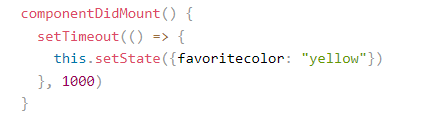 componentDidMount() {
  setTimeout(() => {
    this.setState({favoritecolor: "yellow"})
  }, 1000)
}